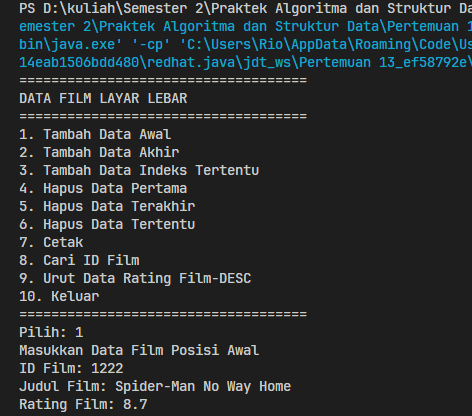 PS D:\kuliah\Semester 2\Praktek Algoritma dan Struktur Da
emester 2\Praktek Algoritma dan Struktur Data\Pertemuan 1
bin\java.exe' '-cp' 'C:\Users\Rio\AppData\Roaming\Code\Us
14eab1506bdd480\redhat.java\jdt_ws\Pertemuan 13_ef58792e\
====================================
DATA FILM LAYAR LEBAR
====================================
1. Tambah Data Awal
2. Tambah Data Akhir
3. Tambah Data Indeks Tertentu
4. Hapus Data Pertama
5. Hapus Data Terakhir
6. Hapus Data Tertentu
7. Cetak
8. Cari ID Film
9. Urut Data Rating Film-DESC
10. Keluar
====================================
Pilih: 1
Masukkan Data Film Posisi Awal
ID Film: 1222
Judul Film: Spider-Man No Way Home
Rating Film: 8.7